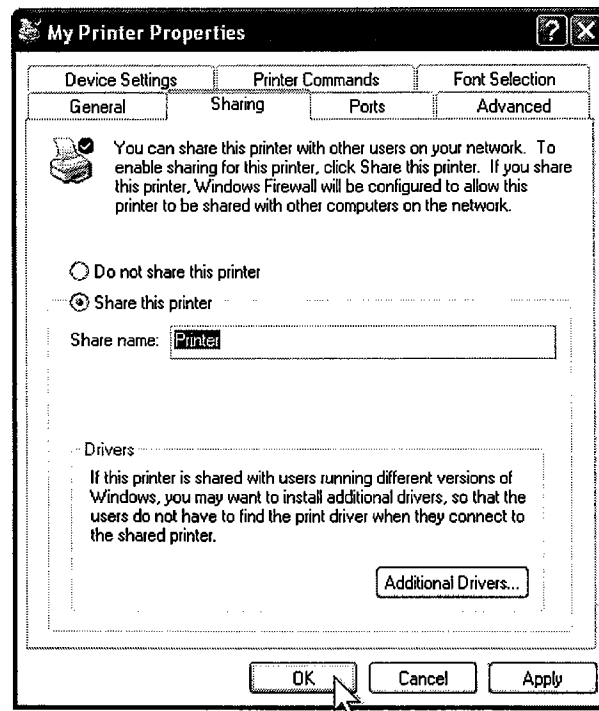 My Printer Properties
Device Settings Printer Commands Font Selection
General Sharing Ports Advanced
You can share this printer with other users on your network. To
enable sharing for this printer, click Share this printer. If you share
this printer, Windows Firewall will be configured to allow this
printer to be shared with other computers on the network.
Do not share this printer
Share this printer
Share name: Printer
Drivers
If this printer is shared with users running different versions of
Windows, you may want to install additional drivers, so that the
users do not have to find the print driver when they connect to
the shared printer.
Additional Drivers...
OK Cancel Apply